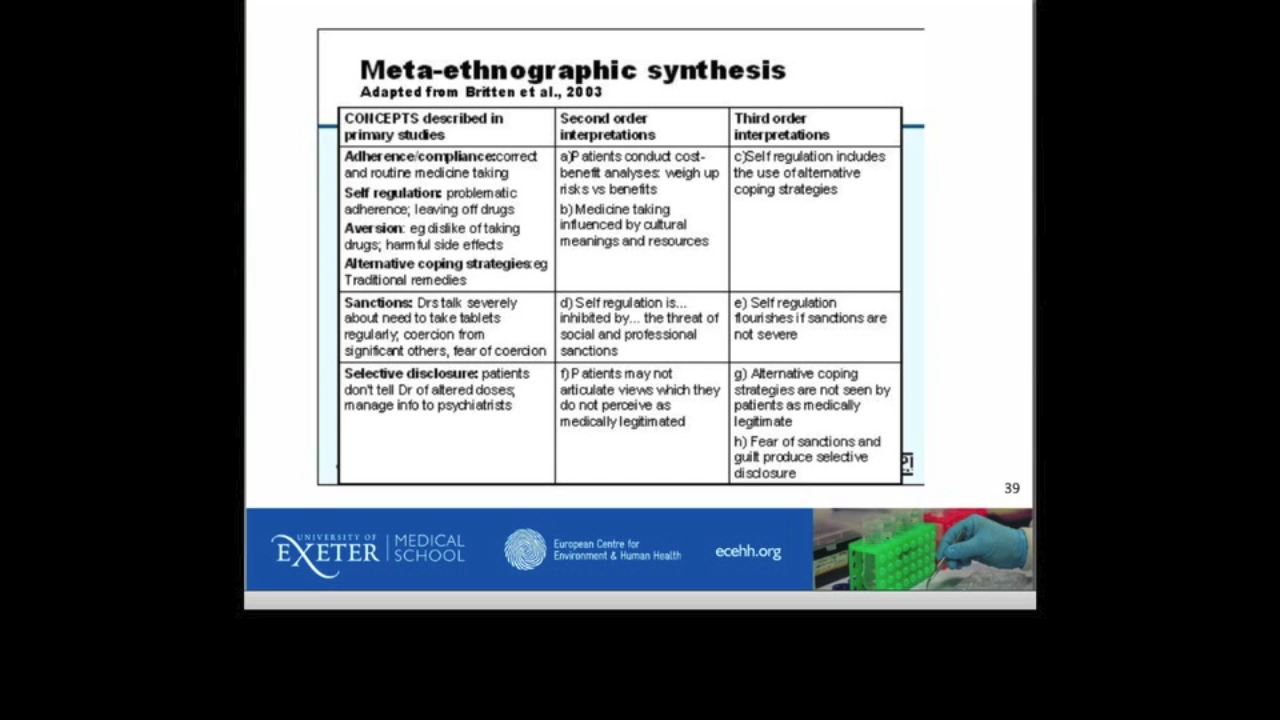 Meta-ethnographic synthesis
Adapted from Britten et al., 2003
CONCEPTS described in
primary studies
Second order
interpretations
Third order
interpretations
Adherence/compliance:correct
and routine medicine taking
Self regulation: problematic
adherence; leaving off drugs
Aversion: eg dislike of taking
drugs; harmful side effects
Alternative coping strategies:eg
Traditional remedies
a)Patients conduct cost-
benefit analyses: weigh up
risks vs benefits
b) Medicine taking
influenced by cultural
meanings and resources
c)Self regulation includes
the use of alternative
coping strategies
Sanctions: Drs talk severely
about need to take tablets
regularly; coercion from
significant others, fear of coercion
d) Self regulation is...
inhibited by... the threat of
social and professional
sanctions
e) Self regulation
flourishes if sanctions are
not severe
Selective disclosure: patients
don't tell Dr of altered doses;
manage info to psychiatrists
f)Patients may not
articulate views which they
do not perceive as
medically legitimated
g) Alternative coping
strategies are not seen by
patients as medically
legitimate
h) Fear of sanctions and
guilt produce selective
disclosure
39
UNIVERSITY OF
EXETER
MEDICAL
SCHOOL
European Centre for
Environment & Human Health
ecehh.org